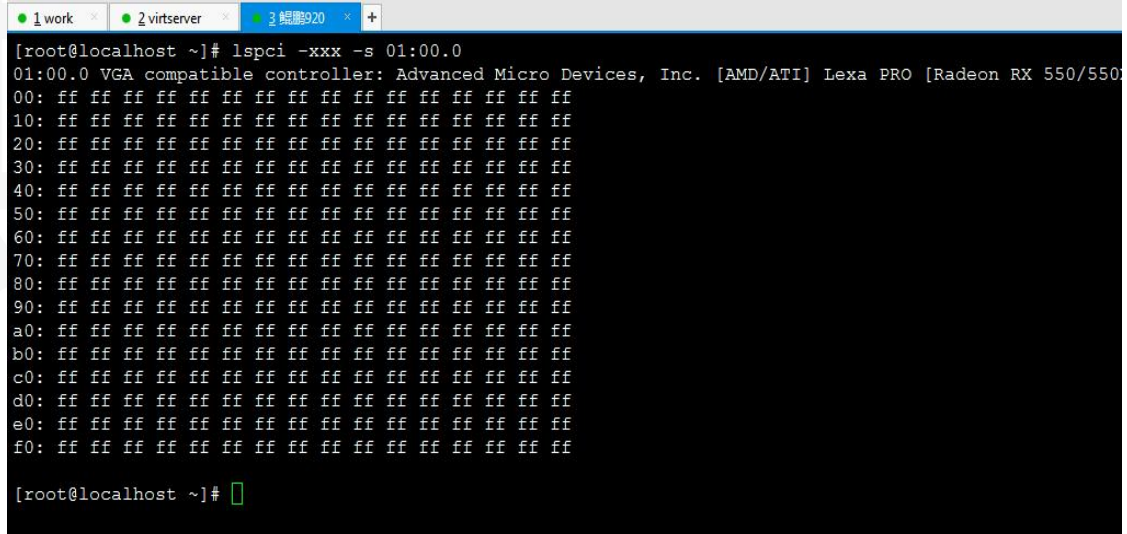 1 work × 2 virtserver × 3 鲲鹏920 × +
[root@localhost ~]# lspci -xxx -s 01:00.0
01:00.0 VGA compatible controller: Advanced Micro Devices, Inc. [AMD/ATI] Lexa PRO [Radeon RX 550/550X
00: ff ff ff ff ff ff ff ff ff ff ff ff ff ff ff ff
10: ff ff ff ff ff ff ff ff ff ff ff ff ff ff ff ff
20: ff ff ff ff ff ff ff ff ff ff ff ff ff ff ff ff
30: ff ff ff ff ff ff ff ff ff ff ff ff ff ff ff ff
40: ff ff ff ff ff ff ff ff ff ff ff ff ff ff ff ff
50: ff ff ff ff ff ff ff ff ff ff ff ff ff ff ff ff
60: ff ff ff ff ff ff ff ff ff ff ff ff ff ff ff ff
70: ff ff ff ff ff ff ff ff ff ff ff ff ff ff ff ff
80: ff ff ff ff ff ff ff ff ff ff ff ff ff ff ff ff
90: ff ff ff ff ff ff ff ff ff ff ff ff ff ff ff ff
a0: ff ff ff ff ff ff ff ff ff ff ff ff ff ff ff ff
b0: ff ff ff ff ff ff ff ff ff ff ff ff ff ff ff ff
c0: ff ff ff ff ff ff ff ff ff ff ff ff ff ff ff ff
d0: ff ff ff ff ff ff ff ff ff ff ff ff ff ff ff ff
e0: ff ff ff ff ff ff ff ff ff ff ff ff ff ff ff ff
f0: ff ff ff ff ff ff ff ff ff ff ff ff ff ff ff ff
[root@localhost ~]#